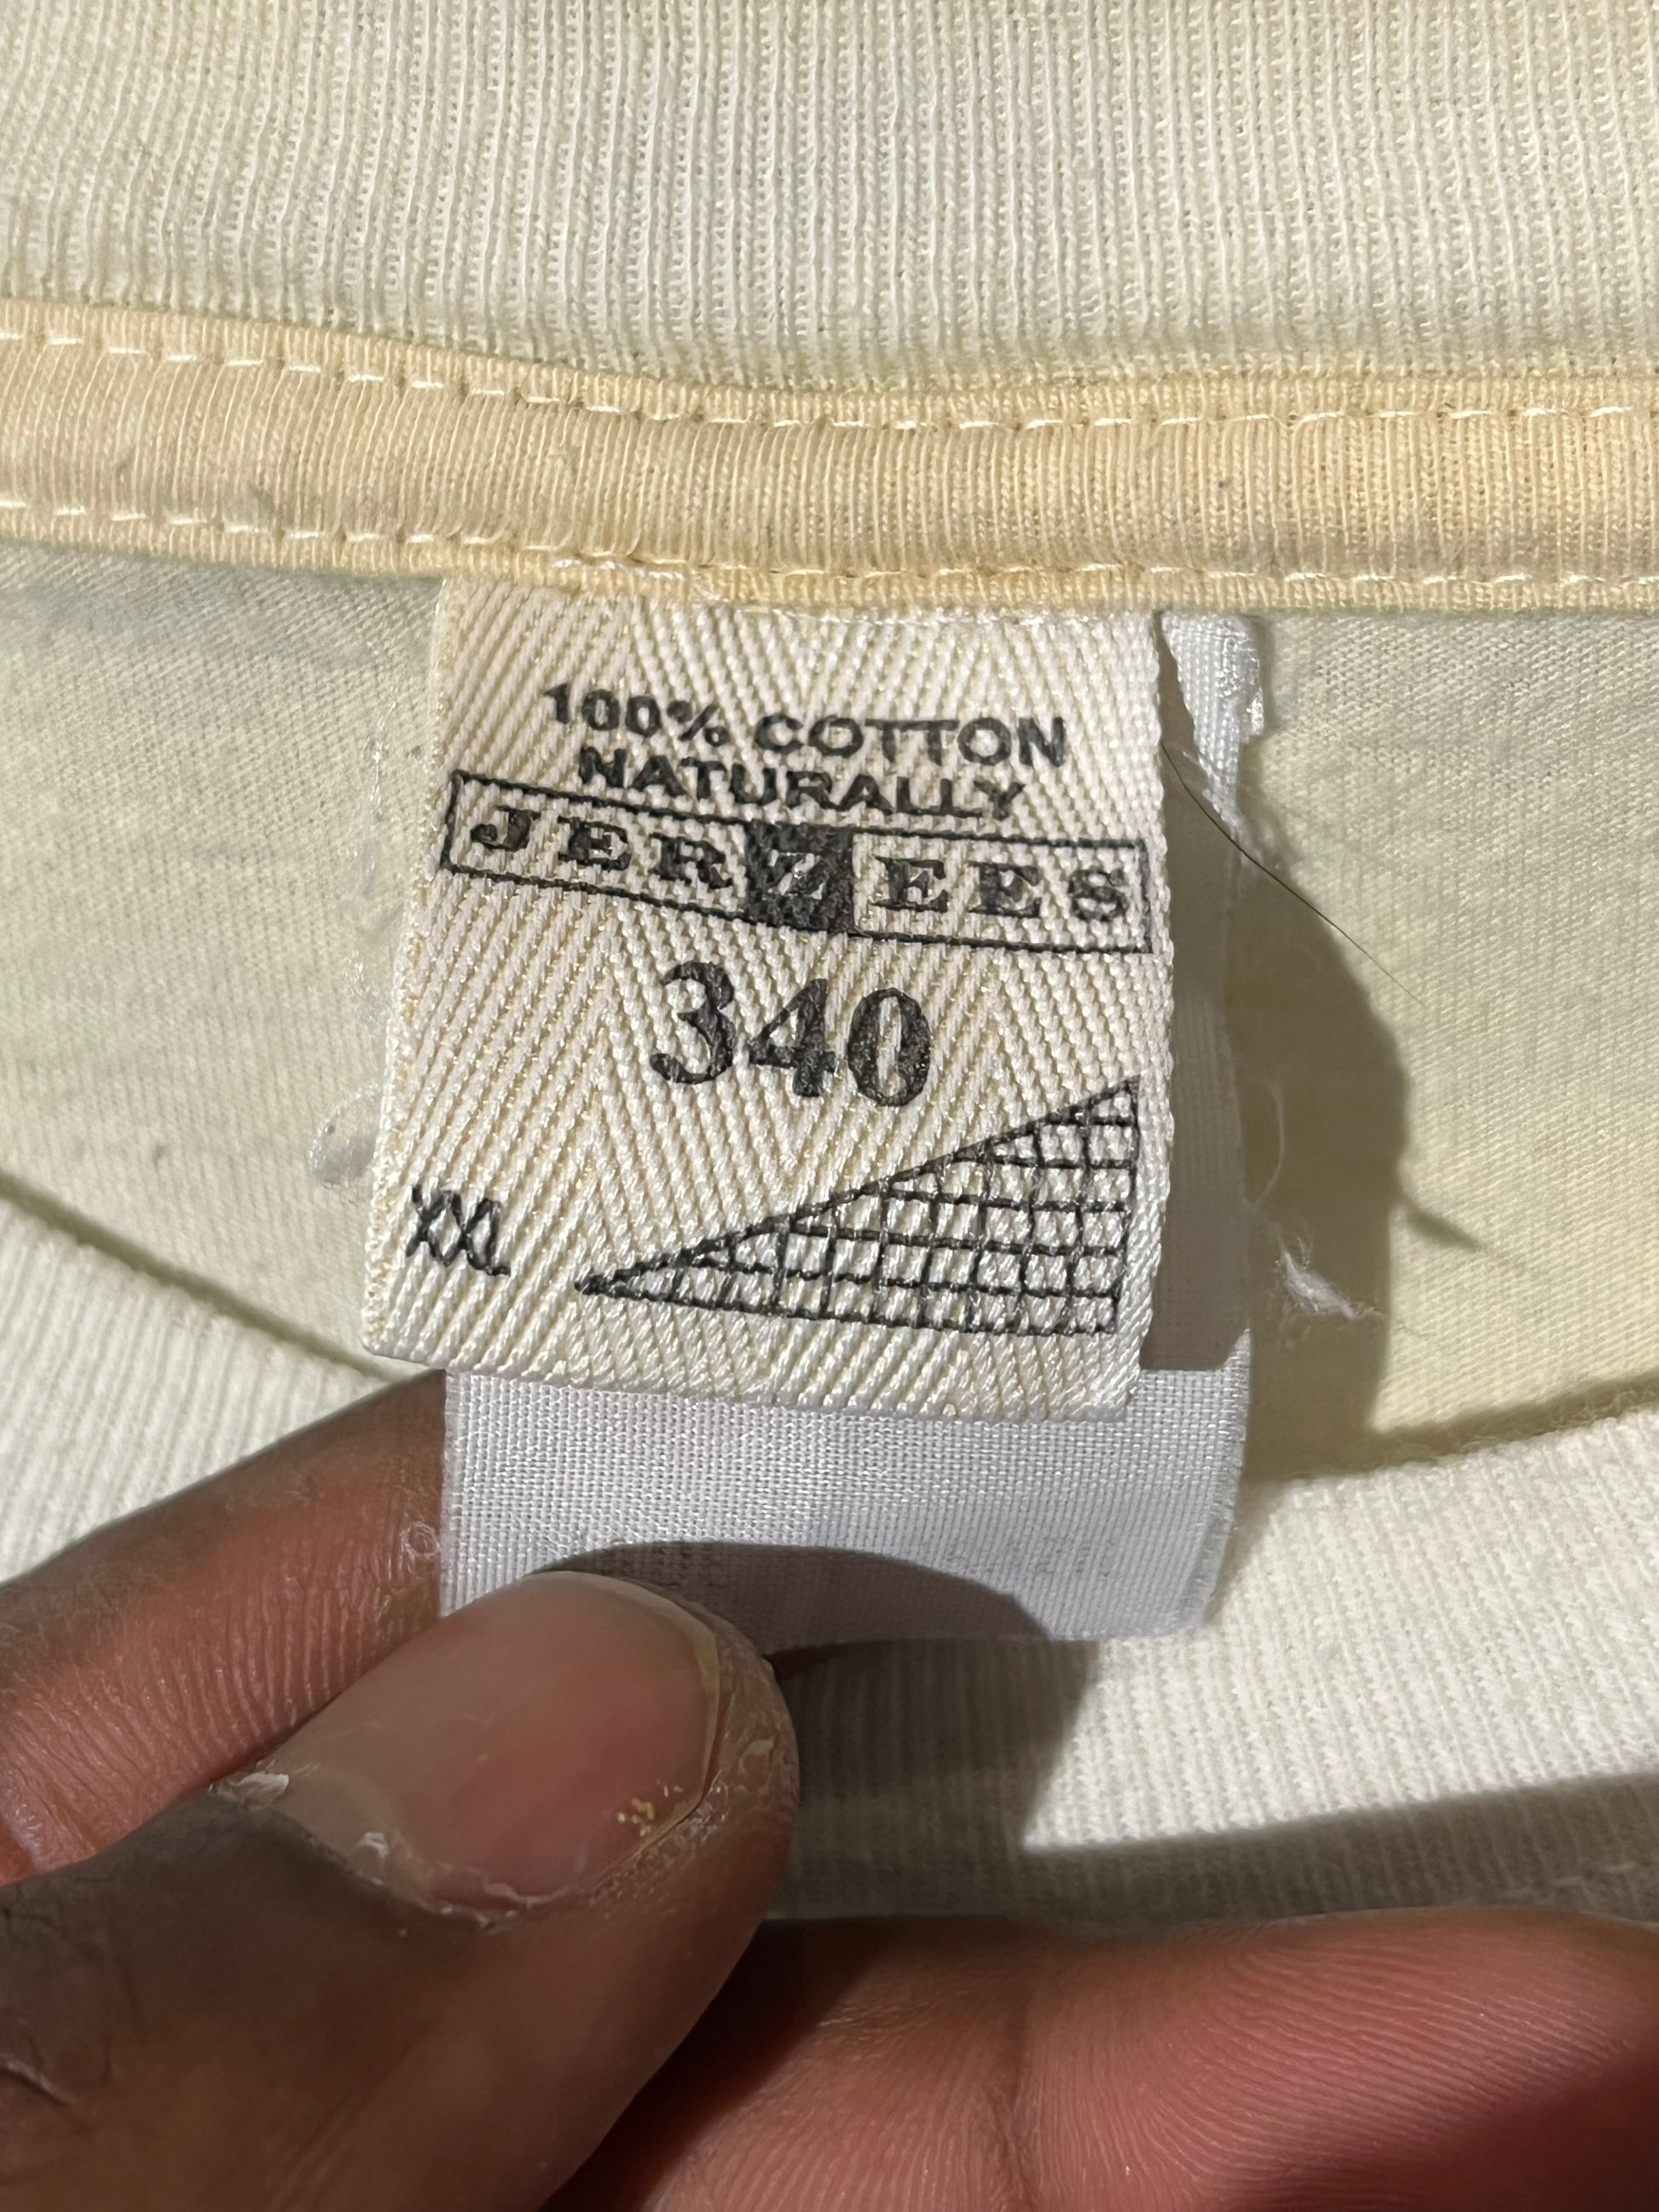 100% COTTON
NATURALLY
JERZEES
340
XXL